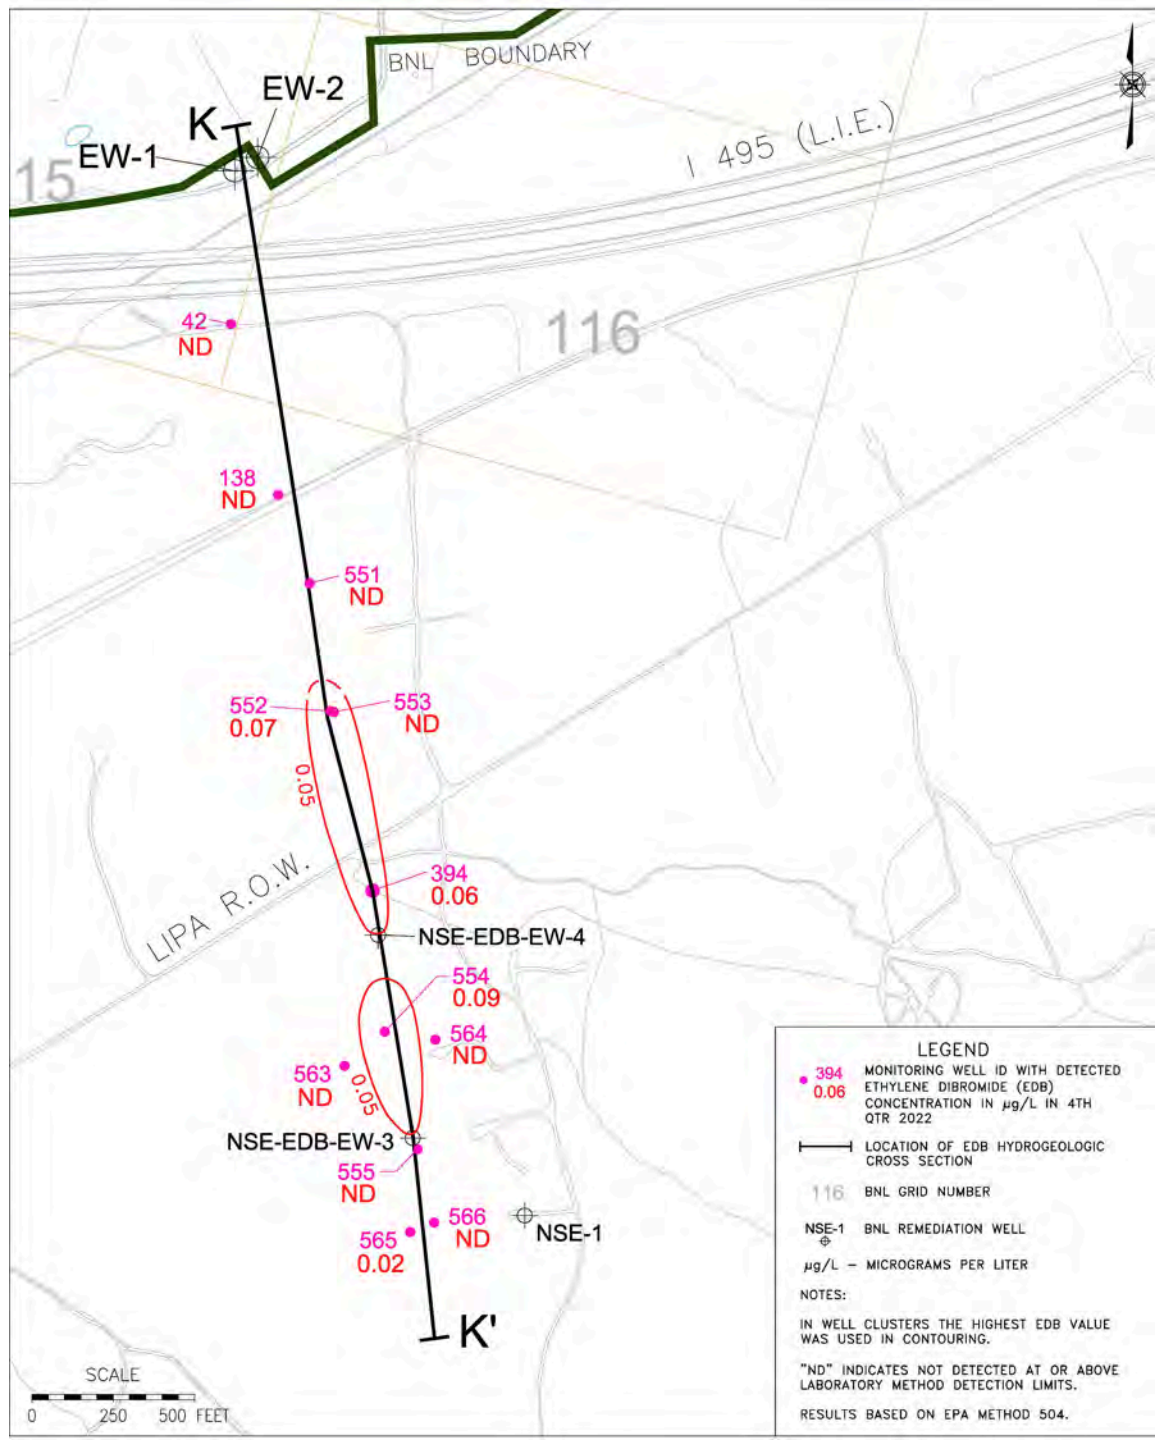 BNL BOUNDARY
EW-2
K
EW-1
15
I 495 (L.I.E.)
42
ND
116
138
ND
551
ND
552
0.07
553
ND
0.05
LIPA R.O.W.
394
0.06
NSE-EDB-EW-4
554
0.09
564
ND
563
ND
0.05
NSE-EDB-EW-3
555
ND
566
ND
565
0.02
NSE-1
K'
SCALE
0 250 500 FEET
LEGEND
394
0.06
MONITORING WELL ID WITH DETECTED
ETHYLENE DIBROMIDE (EDB)
CONCENTRATION IN µg/L IN 4TH
QTR 2022
LOCATION OF EDB HYDROGEOLOGIC
CROSS SECTION
116 BNL GRID NUMBER
NSE-1 BNL REMEDIATION WELL
µg/L – MICROGRAMS PER LITER
NOTES:
IN WELL CLUSTERS THE HIGHEST EDB VALUE
WAS USED IN CONTOURING.
"ND" INDICATES NOT DETECTED AT OR ABOVE
LABORATORY METHOD DETECTION LIMITS.
RESULTS BASED ON EPA METHOD 504.